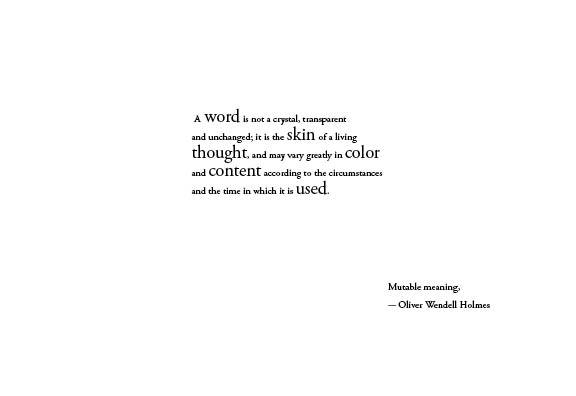 A word is not a crystal, transparent
and unchanged; it is the skin of a living
thought, and may vary greatly in color
and content according to the circumstances
and the time in which it is used.
Mutable meaning,
— Oliver Wendell Holmes